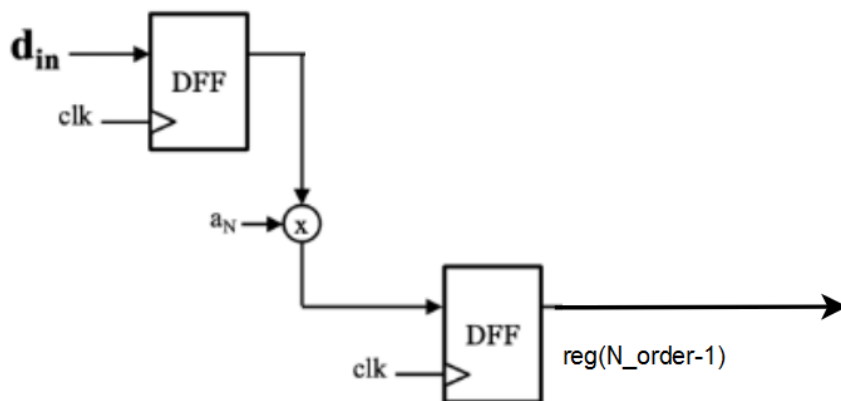 d_in
DFF
clk
a_N
x
DFF
clk
reg(N_order-1)